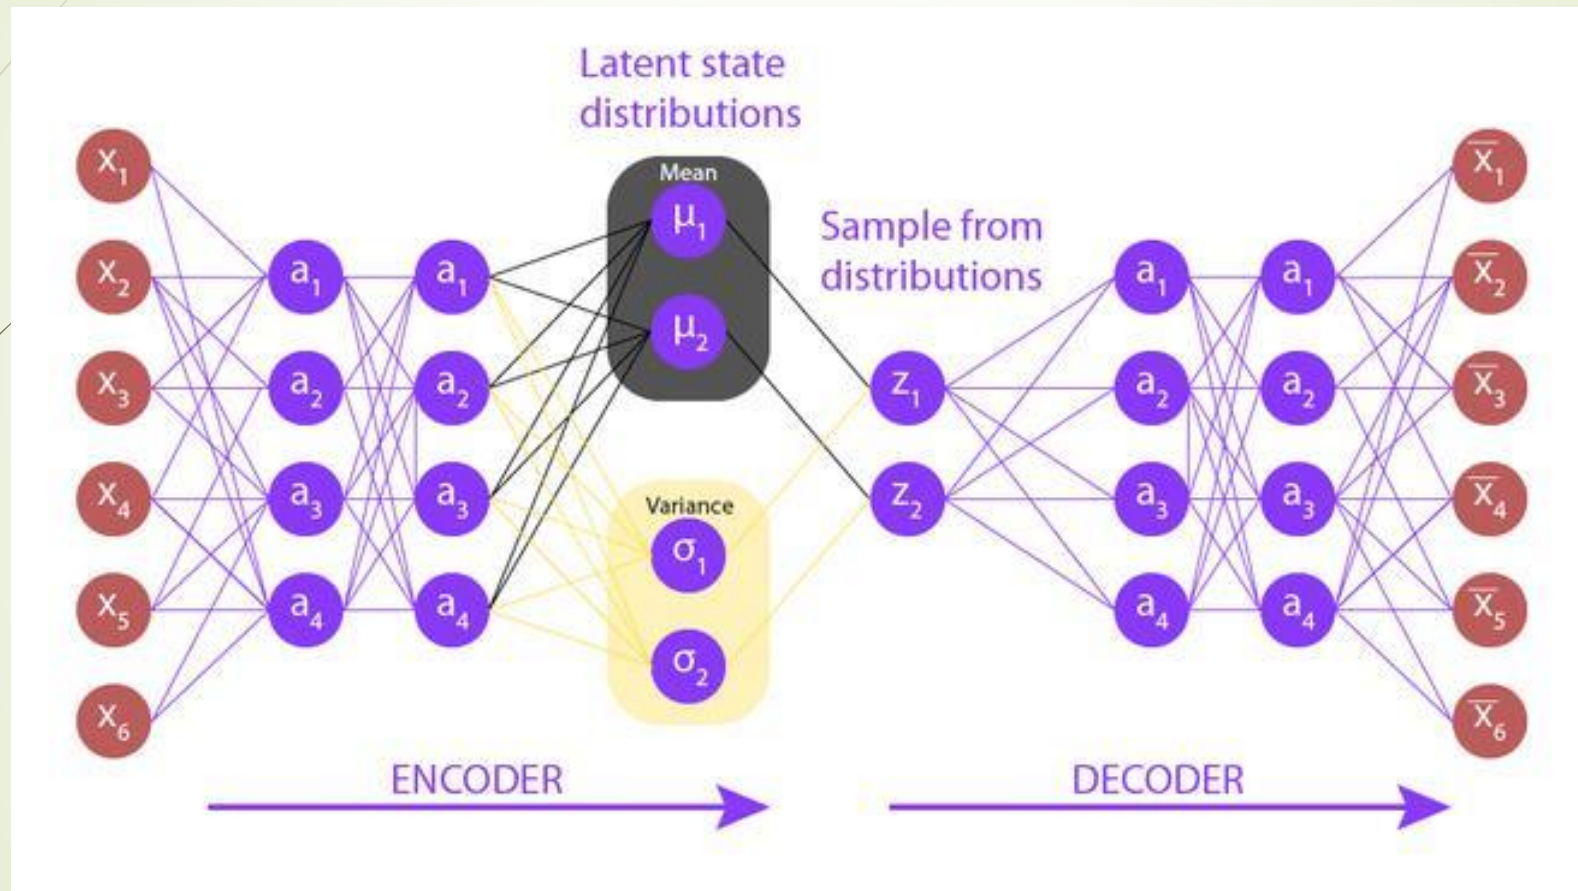 Latent state
distributions
Mean
μ₁
μ₂
Variance
σ₁
σ₂
Sample from
distributions
x₁
x₂
x₃
x₄
x₅
x₆
a₁
a₂
a₃
a₄
a₁
a₂
a₃
a₄
z₁
z₂
a₁
a₂
a₃
a₄
a₁
a₂
a₃
a₄
x̅₁
x̅₂
x̅₃
x̅₄
x̅₅
x̅₆
ENCODER
DECODER